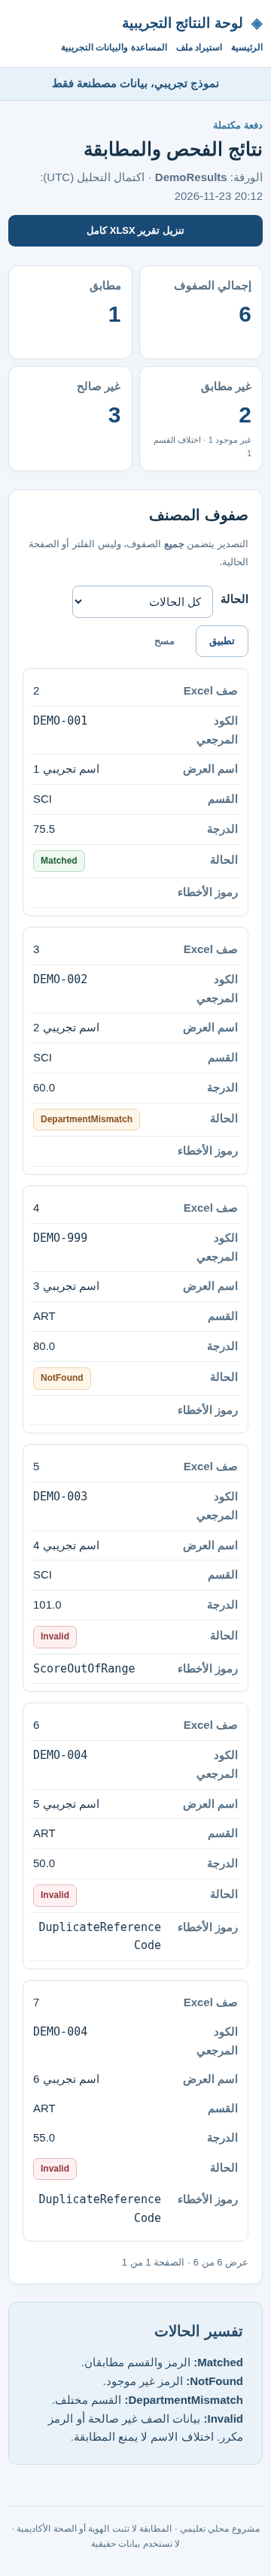 لوحة النتائج التجريبية
الرئيسية استيراد ملف المساعدة والبيانات التجريبية
نموذج تجريبي، بيانات مصطنعة فقط
دفعة مكتملة
نتائج الفحص والمطابقة
الورقة: DemoResults · اكتمال التحليل (UTC):
2026-11-23 20:12
تنزيل تقرير XLSX كامل
إجمالي الصفوف
6
مطابق
1
غير مطابق
2
غير موجود 1 · اختلاف القسم
1
غير صالح
3
صفوف المصنف
التصدير يتضمن جميع الصفوف، وليس الفلتر أو الصفحة
الحالية.
الحالة كل الحالات
تطبيق مسح
صف Excel 2
الكود المرجعي DEMO-001
اسم العرض اسم تجريبي 1
القسم SCI
الدرجة 75.5
الحالة Matched
رموز الأخطاء
صف Excel 3
الكود المرجعي DEMO-002
اسم العرض اسم تجريبي 2
القسم SCI
الدرجة 60.0
الحالة DepartmentMismatch
رموز الأخطاء
صف Excel 4
الكود المرجعي DEMO-999
اسم العرض اسم تجريبي 3
القسم ART
الدرجة 80.0
الحالة NotFound
رموز الأخطاء
صف Excel 5
الكود المرجعي DEMO-003
اسم العرض اسم تجريبي 4
القسم SCI
الدرجة 101.0
الحالة Invalid
رموز الأخطاء ScoreOutOfRange
صف Excel 6
الكود المرجعي DEMO-004
اسم العرض اسم تجريبي 5
القسم ART
الدرجة 50.0
الحالة Invalid
رموز الأخطاء DuplicateReference
Code
صف Excel 7
الكود المرجعي DEMO-004
اسم العرض اسم تجريبي 6
القسم ART
الدرجة 55.0
الحالة Invalid
رموز الأخطاء DuplicateReference
Code
عرض 6 من 6 · الصفحة 1 من 1
تفسير الحالات
Matched: الرمز والقسم مطابقان.
NotFound: الرمز غير موجود.
DepartmentMismatch: القسم مختلف.
Invalid: بيانات الصف غير صالحة أو الرمز
مكرر. اختلاف الاسم لا يمنع المطابقة.
مشروع محلي تعليمي · المطابقة لا تثبت الهوية أو الصحة الأكاديمية ·
لا تستخدم بيانات حقيقية